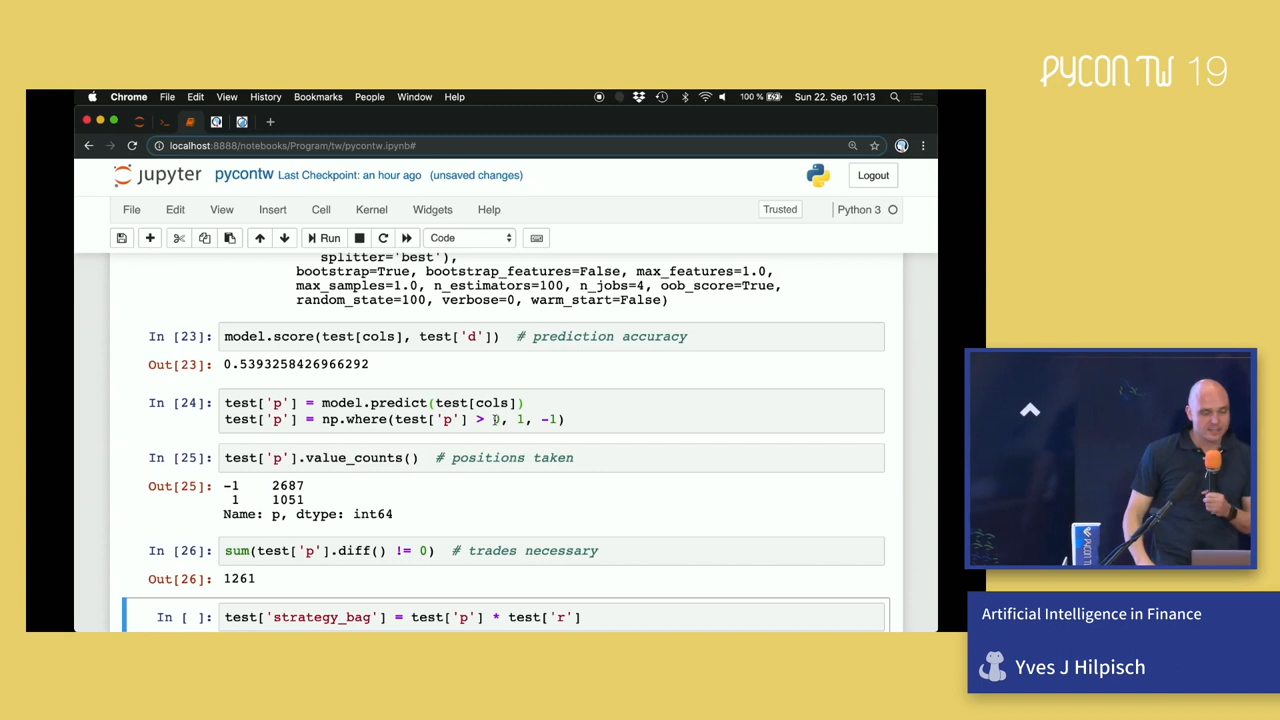 PYCON TW 19
Chrome File Edit View History Bookmarks People Window Help 100 % Sun 22. Sep 10:13
localhost:8888/notebooks/Program/tw/pycontw.ipynb#
jupyter pycontw Last Checkpoint: an hour ago (unsaved changes) Logout
File Edit View Insert Cell Kernel Widgets Help Trusted Python 3
Run Code
splitter='best'),
bootstrap=True, bootstrap_features=False, max_features=1.0,
max_samples=1.0, n_estimators=100, n_jobs=4, oob_score=True,
random_state=100, verbose=0, warm_start=False)
In [23]: model.score(test[cols], test['d']) # prediction accuracy
Out[23]: 0.5393258426966292
In [24]: test['p'] = model.predict(test[cols])
test['p'] = np.where(test['p'] > 0, 1, -1)
In [25]: test['p'].value_counts() # positions taken
Out[25]: -1 2687
1 1051
Name: p, dtype: int64
In [26]: sum(test['p'].diff() != 0) # trades necessary
Out[26]: 1261
In [ ]: test['strategy_bag'] = test['p'] * test['r']
Artificial Intelligence in Finance
Yves J Hilpisch